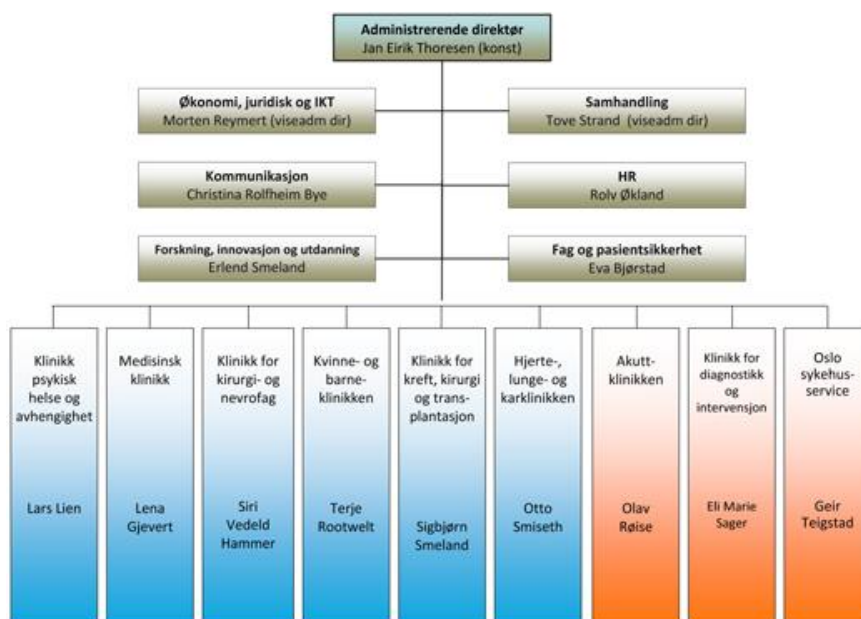 Administrerende direktør
Jan Eirik Thoresen (konst)
Økonomi, juridisk og IKT
Morten Reymert (viseadm dir)
Samhandling
Tove Strand (viseadm dir)
Kommunikasjon
Christina Rolfheim Bye
HR
Rolv Økland
Forskning, innovasjon og utdanning
Erlend Smeland
Fag og pasientsikkerhet
Eva Bjørstad
Klinikk
psykisk
helse og
avhengighet
Lars Lien
Medisinsk
klinikk
Lena
Gjevert
Klinikk for
kirurgi- og
nevrofag
Siri
Vedeld
Hammer
Kvinne- og
barne-
klinikken
Terje
Rootwelt
Klinikk for
kreft, kirurgi
og trans-
plantasjon
Sigbjørn
Smeland
Hjerte-,
lunge- og
karklinikken
Otto
Smiseth
Akutt-
klinikken
Olav
Røise
Klinikk for
diagnostikk
og
intervensjon
Eli Marie
Sager
Oslo
sykehus-
service
Geir
Teigstad